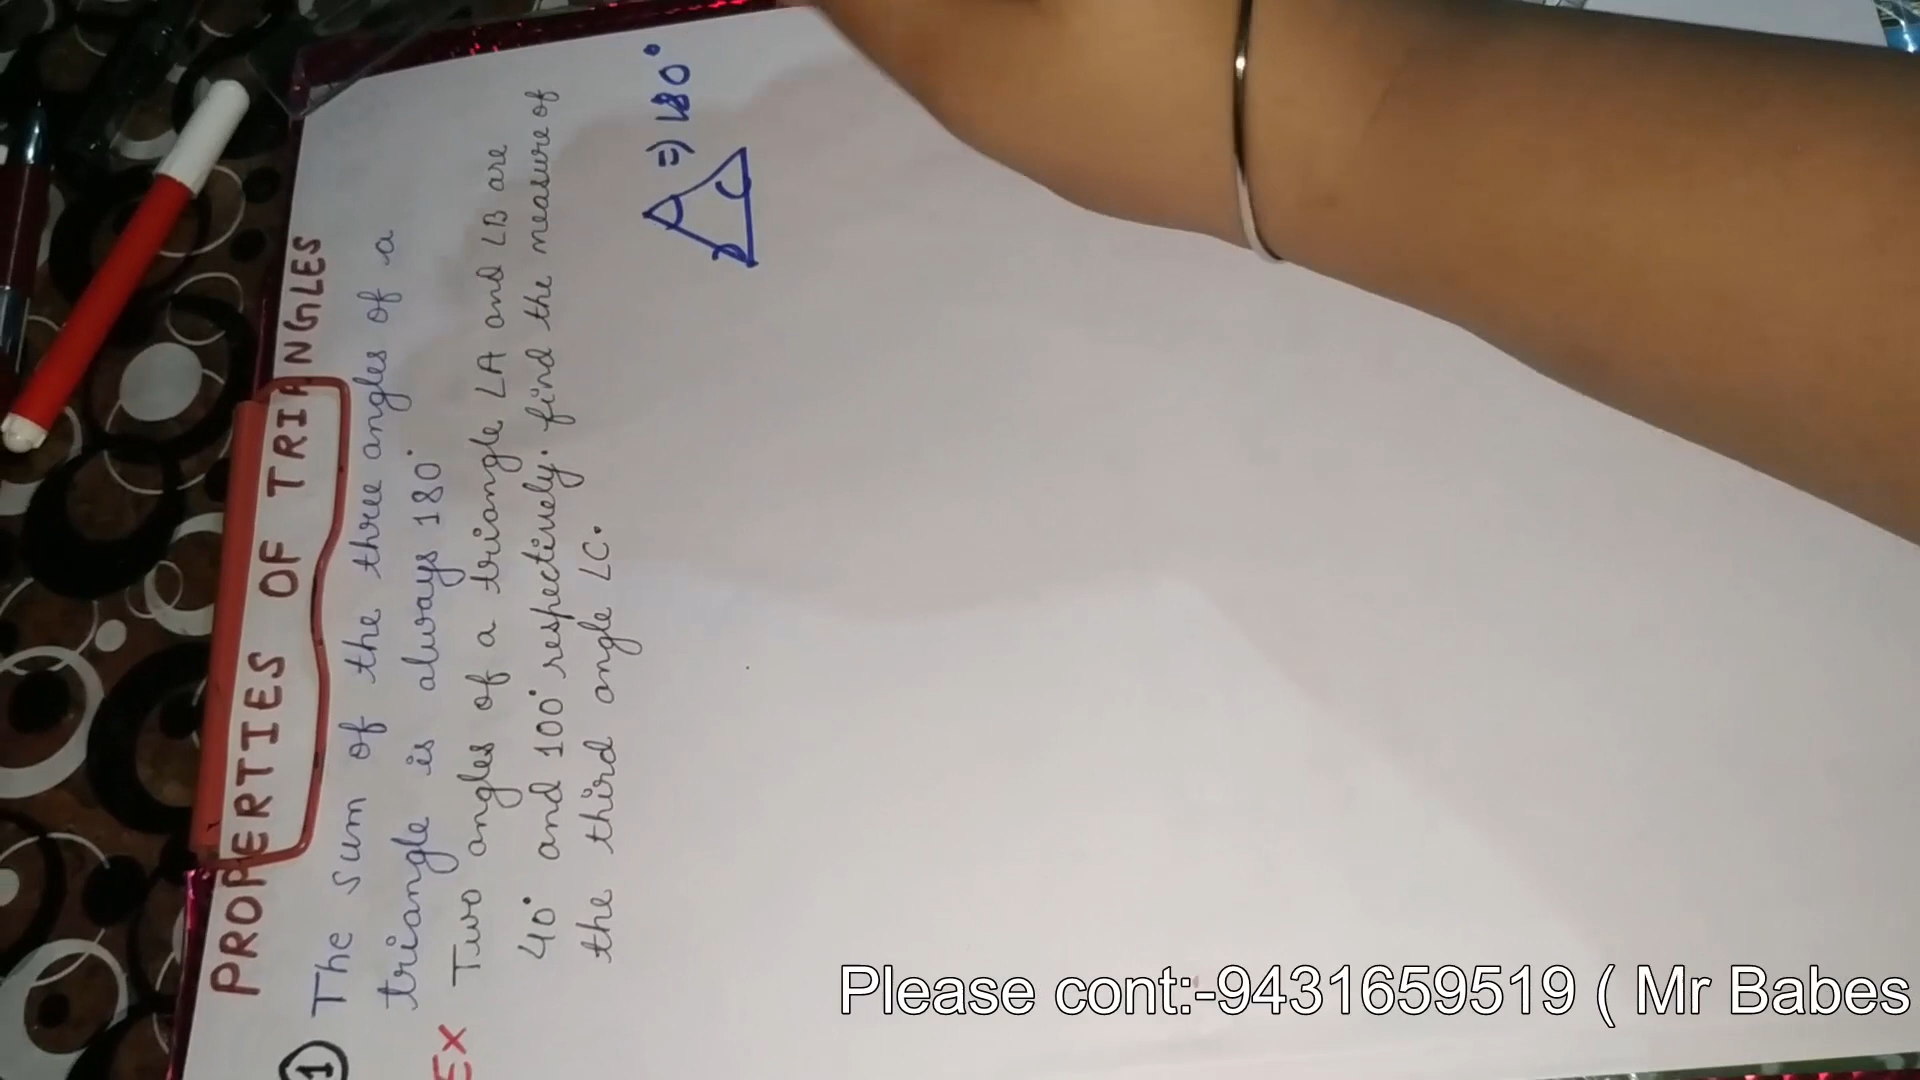 PROPERTIES OF TRIANGLES
1 The sum of the three angles of a
triangle is always 180°
Ex Two angles of a triangle ∠A and ∠B are
40° and 100° respectively. find the measure of
the third angle ∠C.
=) 180°
Please cont:-9431659519 ( Mr Babes